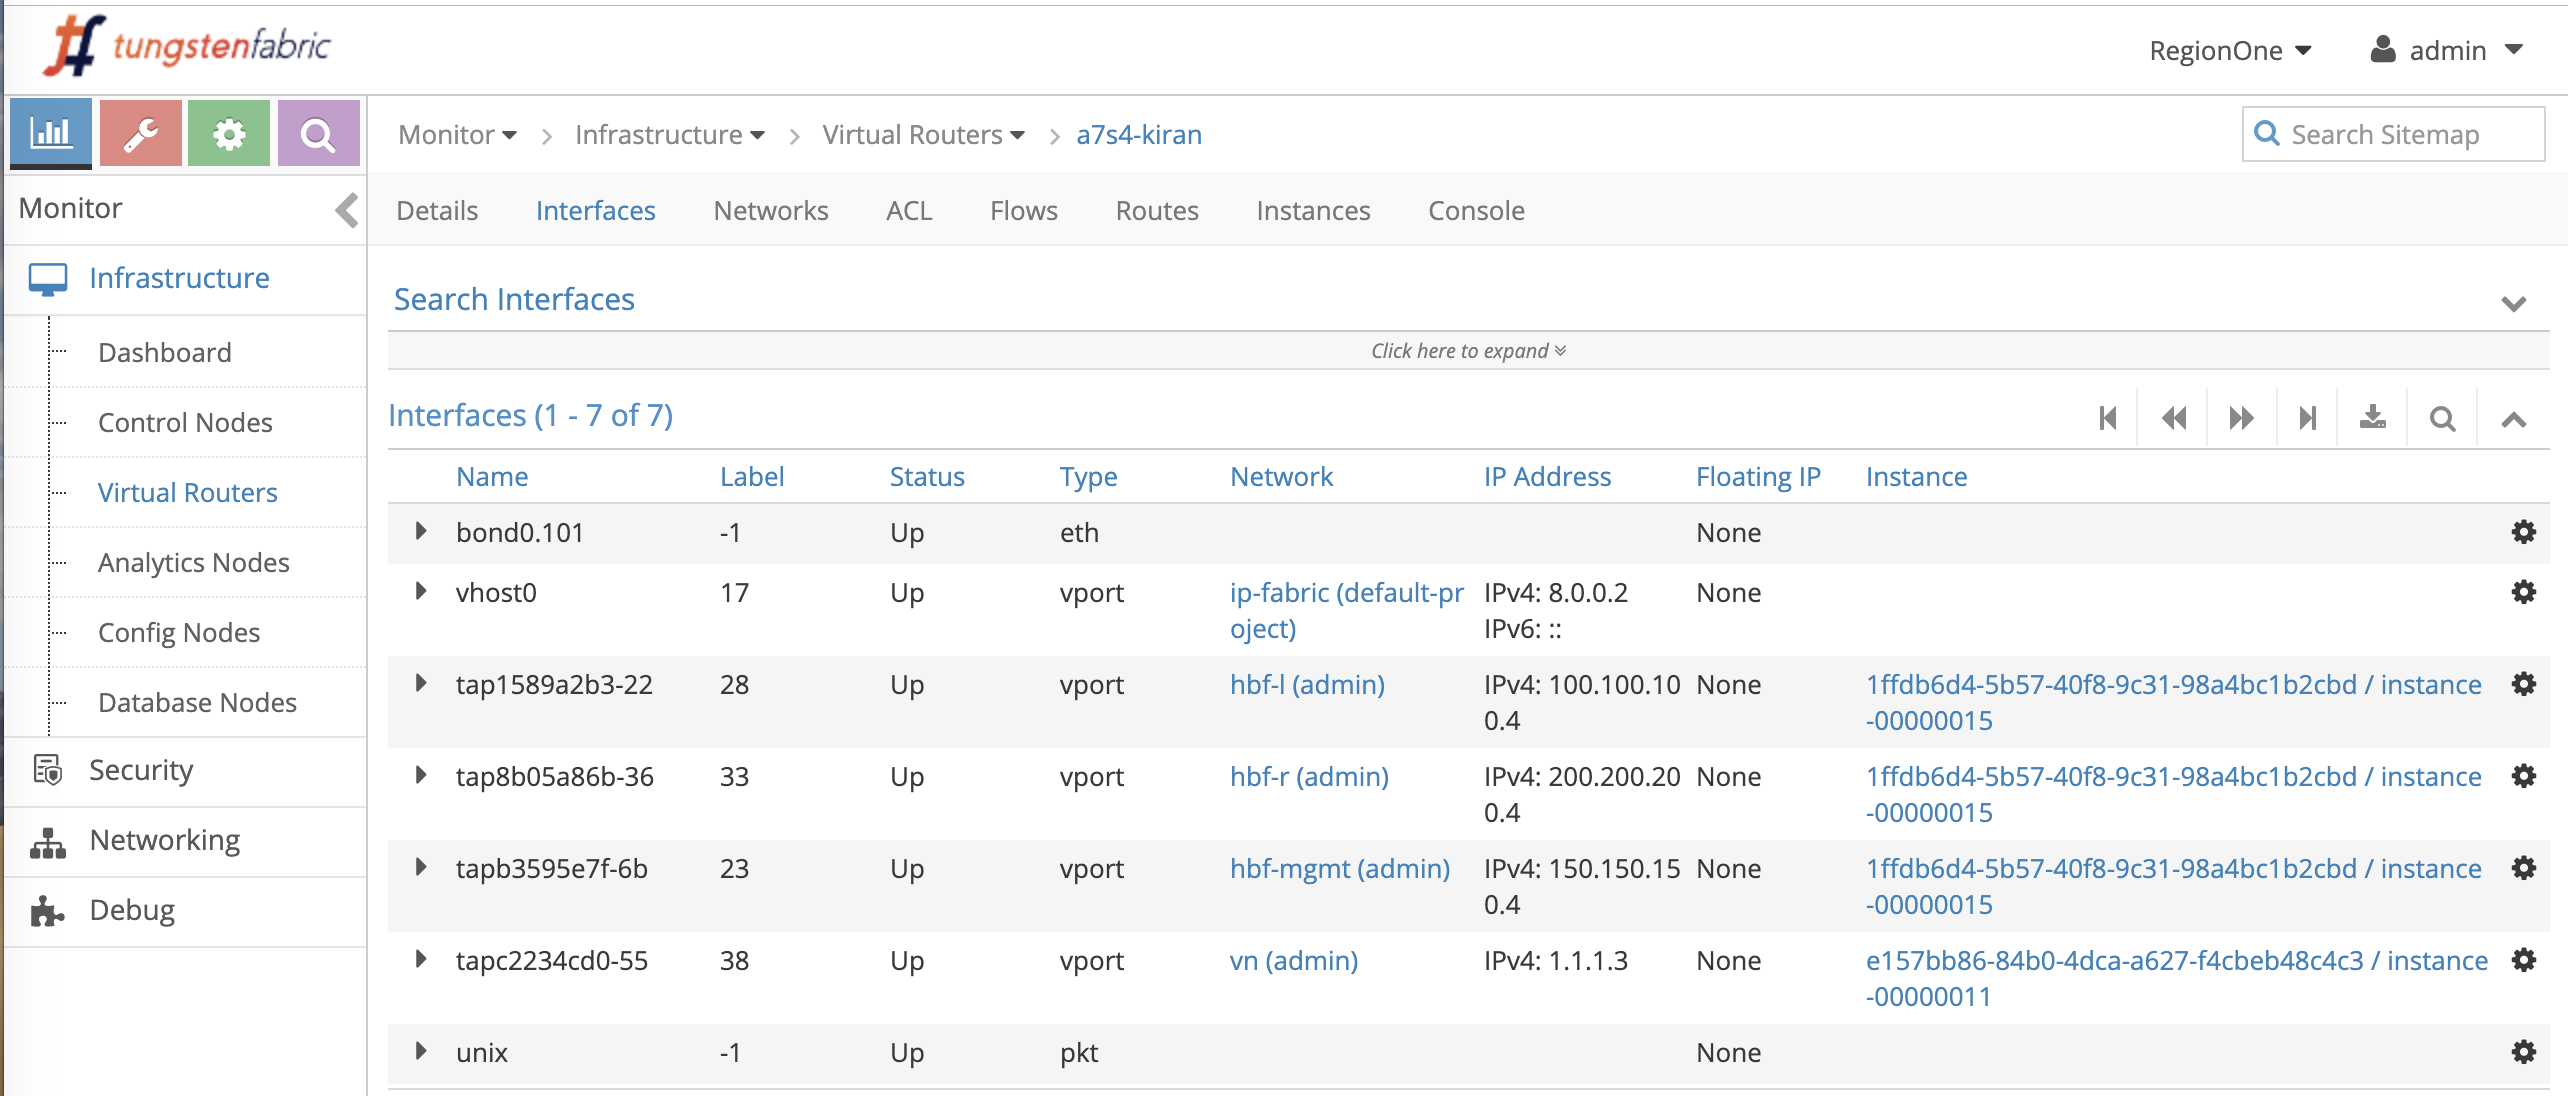 tungstenfabric
RegionOne admin
Monitor > Infrastructure > Virtual Routers > a7s4-kiran
Search Sitemap
Monitor
Details Interfaces Networks ACL Flows Routes Instances Console
Infrastructure
Dashboard
Control Nodes
Virtual Routers
Analytics Nodes
Config Nodes
Database Nodes
Security
Networking
Debug
Search Interfaces
Click here to expand
Interfaces (1 - 7 of 7)
Name Label Status Type Network IP Address Floating IP Instance
bond0.101 -1 Up eth None
vhost0 17 Up vport ip-fabric (default-pr IPv4: 8.0.0.2 None
oject) IPv6: ::
tap1589a2b3-22 28 Up vport hbf-l (admin) IPv4: 100.100.10 None 1ffdb6d4-5b57-40f8-9c31-98a4bc1b2cbd / instance
0.4 -00000015
tap8b05a86b-36 33 Up vport hbf-r (admin) IPv4: 200.200.20 None 1ffdb6d4-5b57-40f8-9c31-98a4bc1b2cbd / instance
0.4 -00000015
tapb3595e7f-6b 23 Up vport hbf-mgmt (admin) IPv4: 150.150.15 None 1ffdb6d4-5b57-40f8-9c31-98a4bc1b2cbd / instance
0.4 -00000015
tapc2234cd0-55 38 Up vport vn (admin) IPv4: 1.1.1.3 None e157bb86-84b0-4dca-a627-f4cbeb48c4c3 / instance
-00000011
unix -1 Up pkt None